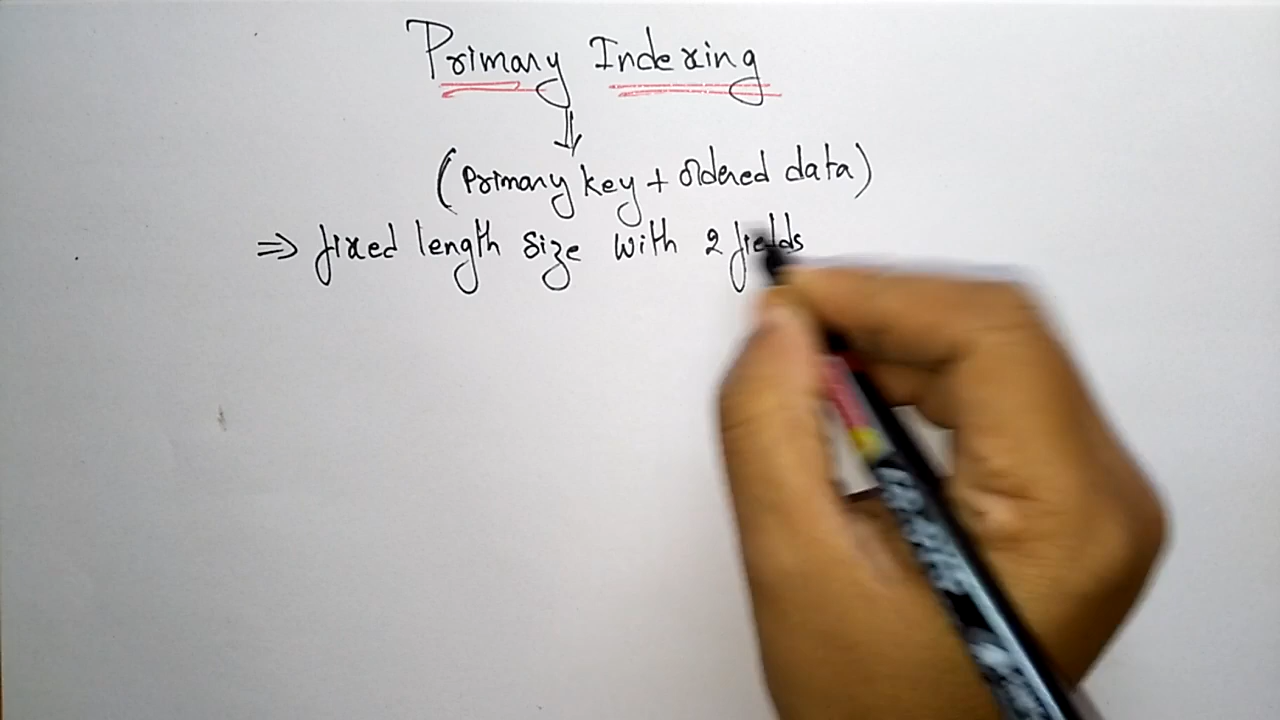 Primary Indexing
(Primary key + ordered data)
⇒ fixed length size with 2 fields